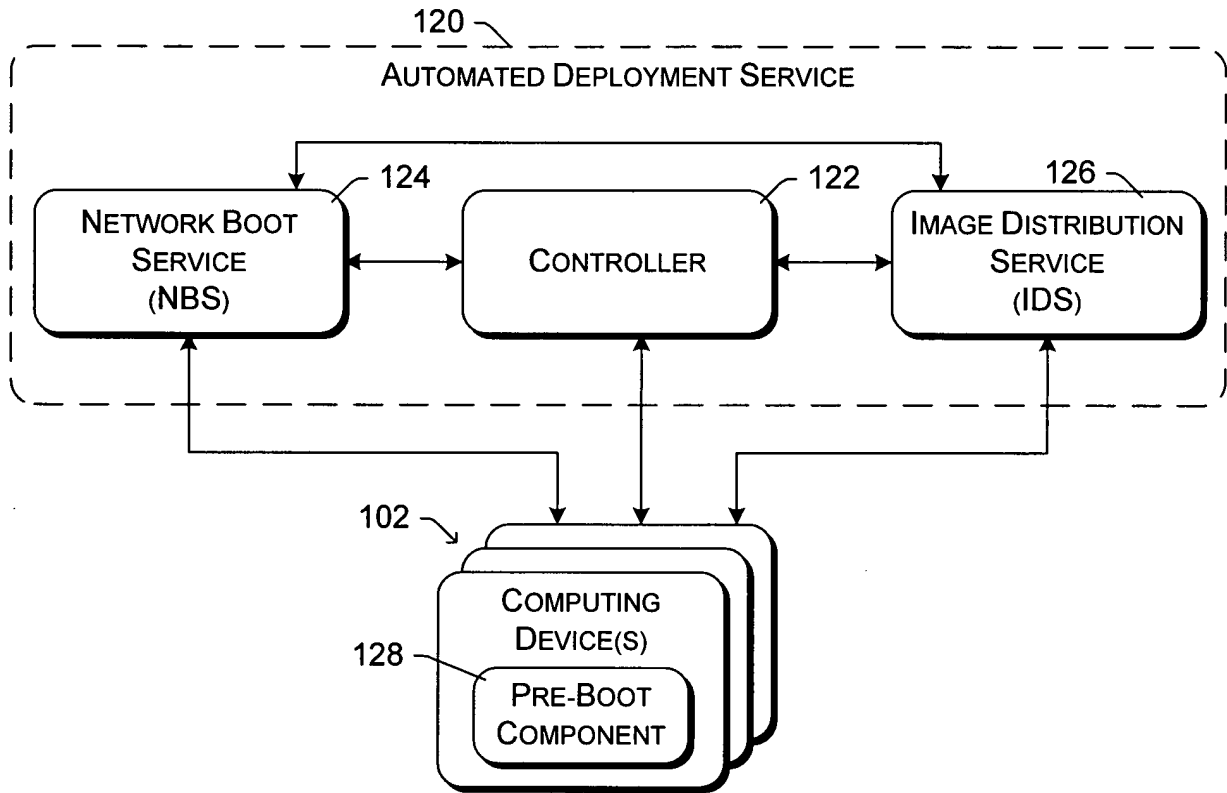 120
AUTOMATED DEPLOYMENT SERVICE
124
122
126
NETWORK BOOT
SERVICE
(NBS)
CONTROLLER
IMAGE DISTRIBUTION
SERVICE
(IDS)
102
COMPUTING
DEVICE(S)
128
PRE-BOOT
COMPONENT